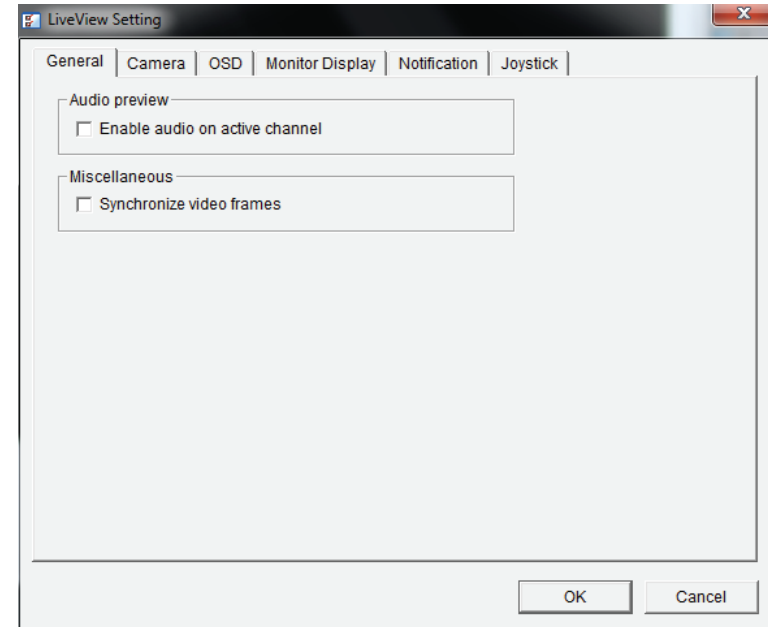 LiveView Setting
General Camera OSD Monitor Display Notification Joystick
Audio preview
Enable audio on active channel
Miscellaneous
Synchronize video frames
OK Cancel